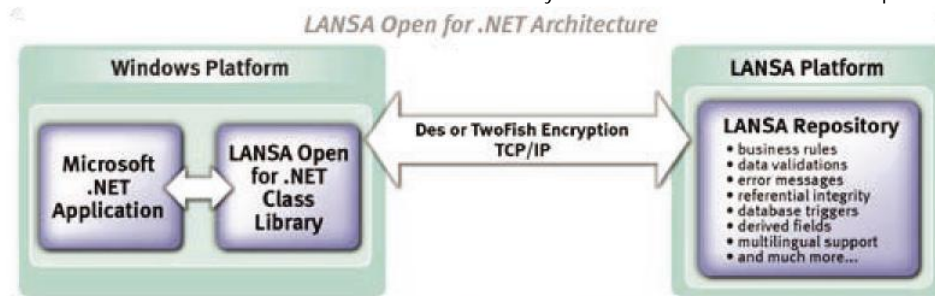 LANSA Open for .NET Architecture
Windows Platform
Microsoft
.NET
Application
LANSA Open
for .NET
Class
Library
Des or TwoFish Encryption
TCP/IP
LANSA Platform
LANSA Repository
• business rules
• data validations
• error messages
• referential integrity
• database triggers
• derived fields
• multilingual support
• and much more...